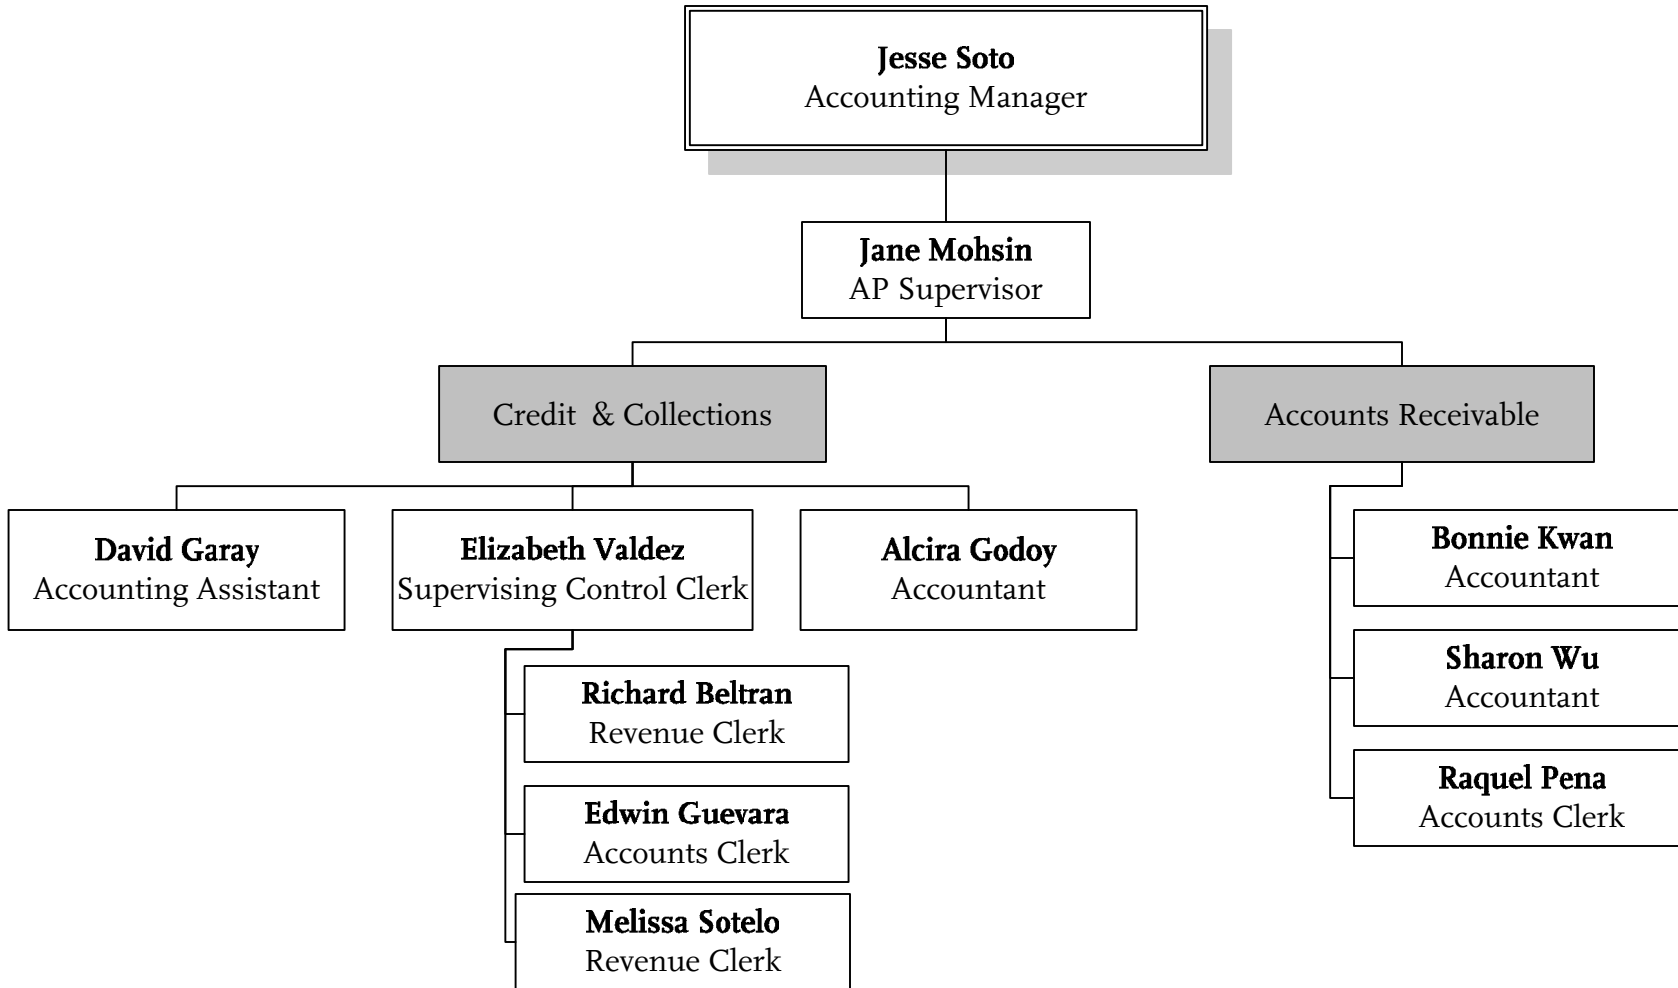 Jesse Soto
Accounting Manager
Jane Mohsin
AP Supervisor
Credit & Collections
Accounts Receivable
David Garay
Accounting Assistant
Elizabeth Valdez
Supervising Control Clerk
Alcira Godoy
Accountant
Richard Beltran
Revenue Clerk
Edwin Guevara
Accounts Clerk
Melissa Sotelo
Revenue Clerk
Bonnie Kwan
Accountant
Sharon Wu
Accountant
Raquel Pena
Accounts Clerk